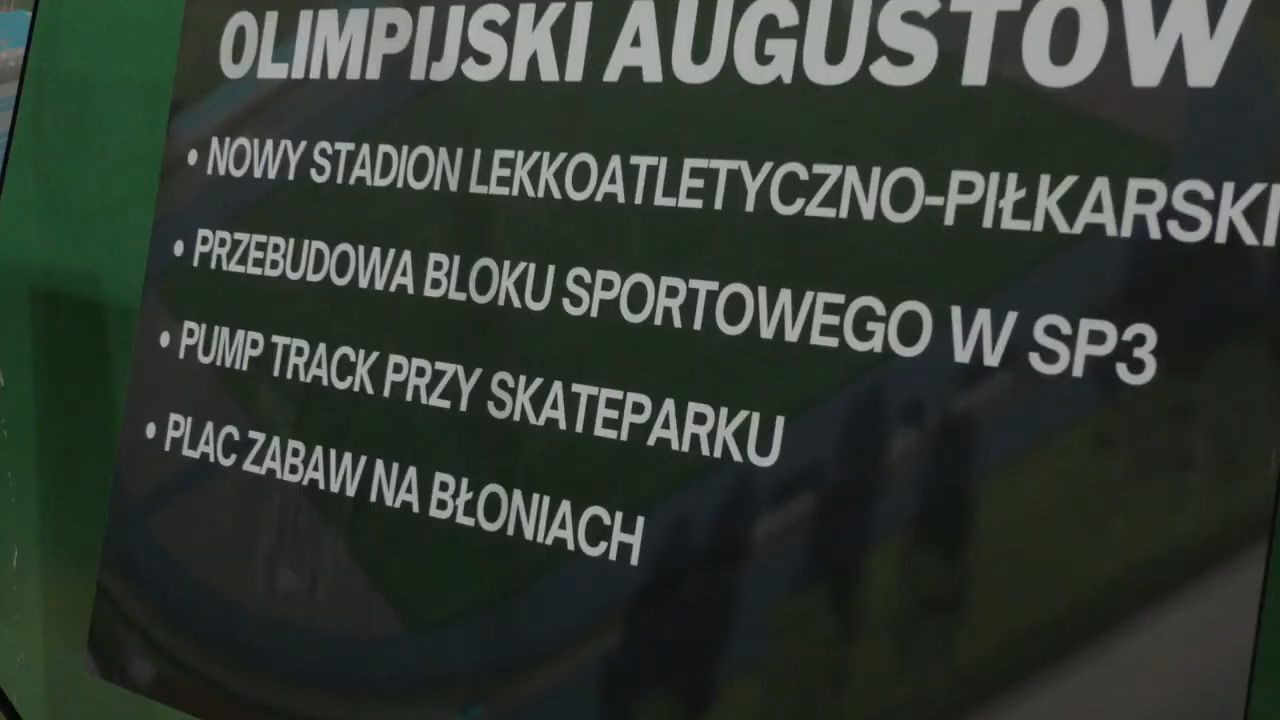 OLIMPIJSKI AUGUSTÓW
• NOWY STADION LEKKOATLETYCZNO-PIŁKARSKI
• PRZEBUDOWA BLOKU SPORTOWEGO W SP3
• PUMP TRACK PRZY SKATEPARKU
• PLAC ZABAW NA BŁONIACH